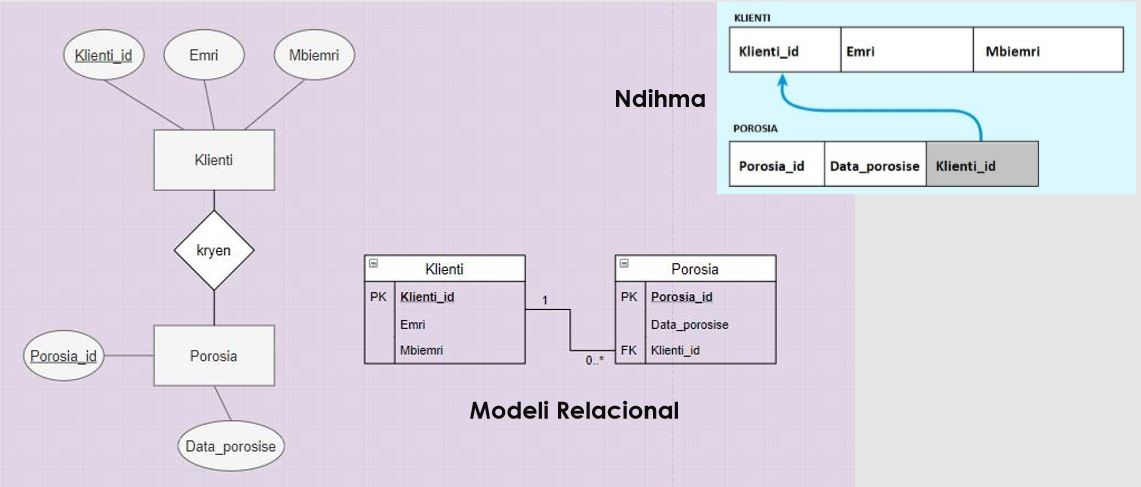 Klienti_id
Emri
Mbiemri
Klienti
kryen
Porosia_id
Porosia
Data_porosise
Klienti
PK Klienti_id
Emri
Mbiemri
1
0..*
Porosia
PK Porosia_id
Data_porosise
FK Klienti_id
Modeli Relacional
Ndihma
KLIENTI
Klienti_id Emri Mbiemri
POROSIA
Porosia_id Data_porosise Klienti_id